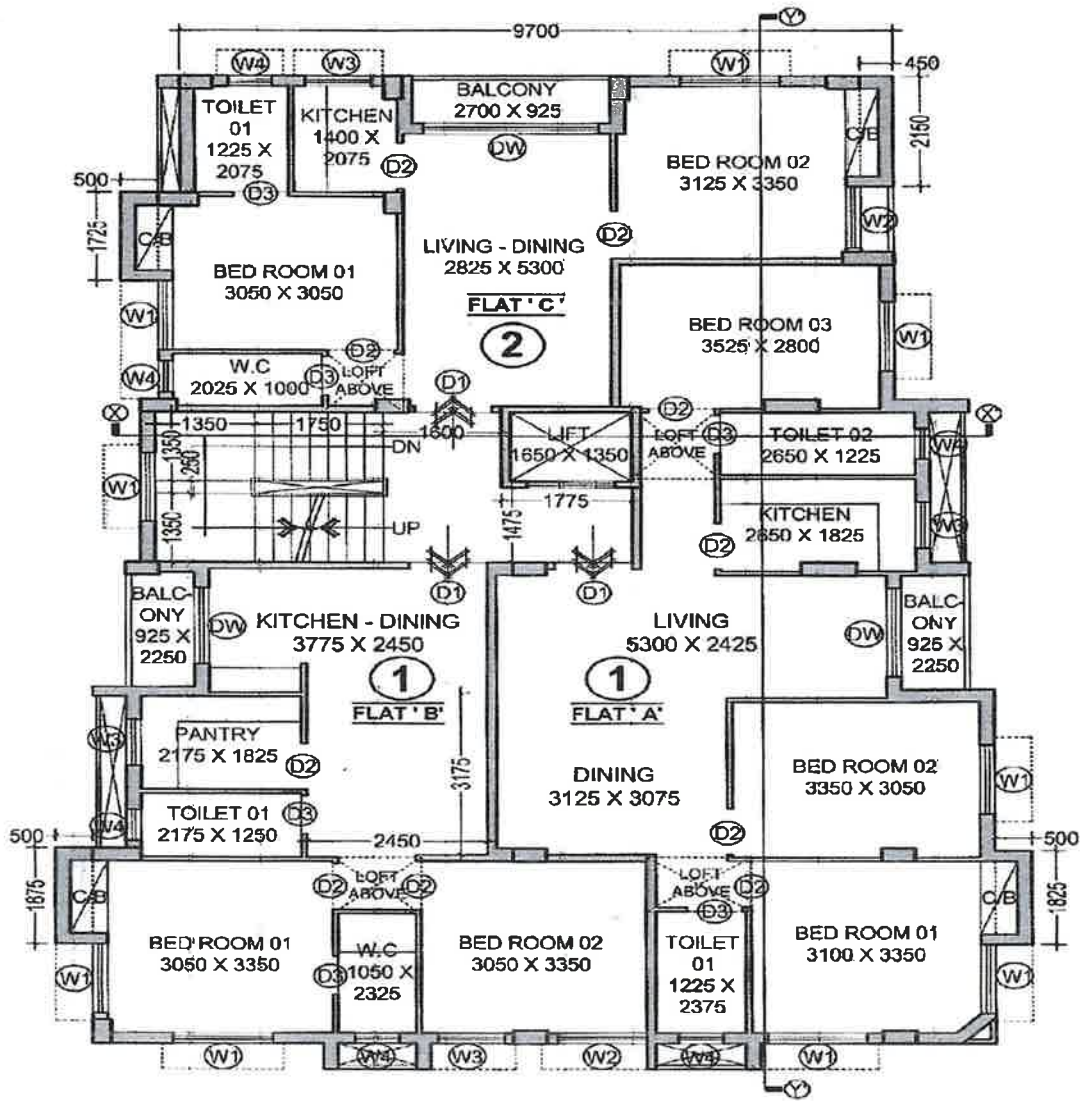 Y'
9700
450
W4
W3
W1
TOILET
01
1225 X
2075
KITCHEN
1400 X
2075
BALCONY
2700 X 925
DW
D2
BED ROOM 02
3125 X 3350
C/B
2150
500
D3
1725
C/B
W2
D2
LIVING - DINING
2825 X 5300
BED ROOM 01
3050 X 3050
FLAT ' C'
2
BED ROOM 03
3525 X 2800
W1
W1
D2
W.C
2025 X 1000
D3
LOFT
ABOVE
W4
D1
X
X'
1350
1750
1600
D2
DN
LIFT
1650 X 1350
LOFT
ABOVE
D3
TOILET 02
2650 X 1225
W4
1350
250
W1
1775
1475
KITCHEN
2650 X 1825
W3
1350
UP
D2
D1
D1
BALC-
ONY
925 X
2250
DW
KITCHEN - DINING
3775 X 2450
LIVING
5300 X 2425
DW
BALC-
ONY
925 X
2250
1
FLAT ' B'
1
FLAT ' A'
W3
PANTRY
2175 X 1825
D2
3175
DINING
3125 X 3075
BED ROOM 02
3350 X 3050
W1
W4
TOILET 01
2175 X 1250
D3
D2
500
2450
500
1875
C/B
D2
LOFT
ABOVE
D2
LOFT
ABOVE
D2
C/B
1825
D3
BED ROOM 01
3050 X 3350
W.C
1050 X
2325
D3
BED ROOM 02
3050 X 3350
TOILET
01
1225 X
2375
BED ROOM 01
3100 X 3350
W1
W1
W1
W4
W3
W2
W4
W1
Y'